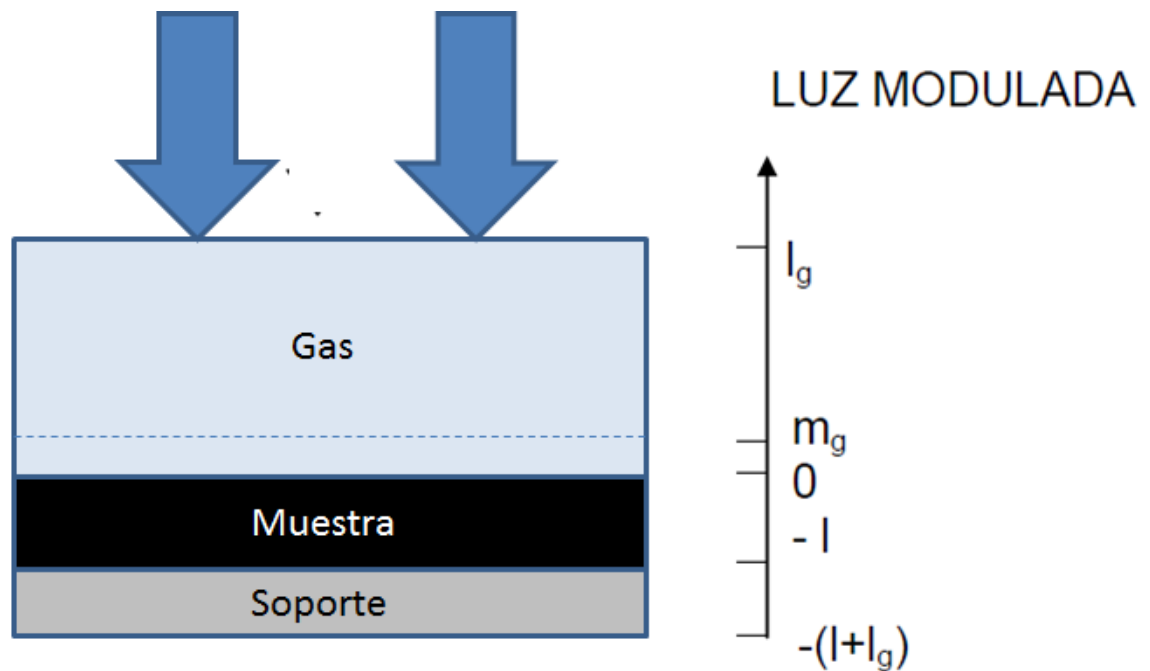 LUZ MODULADA
Gas
Muestra
Soporte
lg
mg
0
- l
-(l+lg)